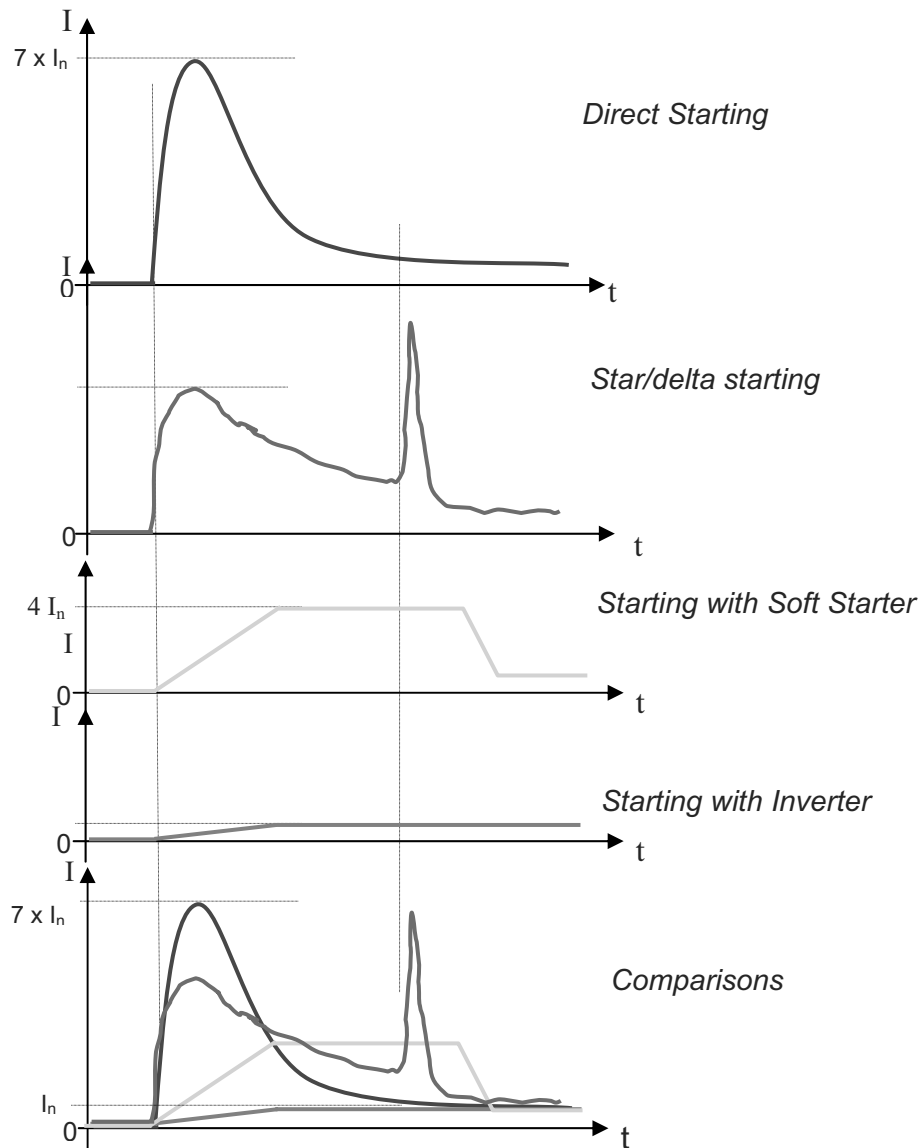 I
7 x Iₙ
Direct Starting
I
0
t
Star/delta starting
0
t
4 Iₙ
Starting with Soft Starter
I
0
t
I
Starting with Inverter
0
t
I
7 x Iₙ
Comparisons
Iₙ
0
t